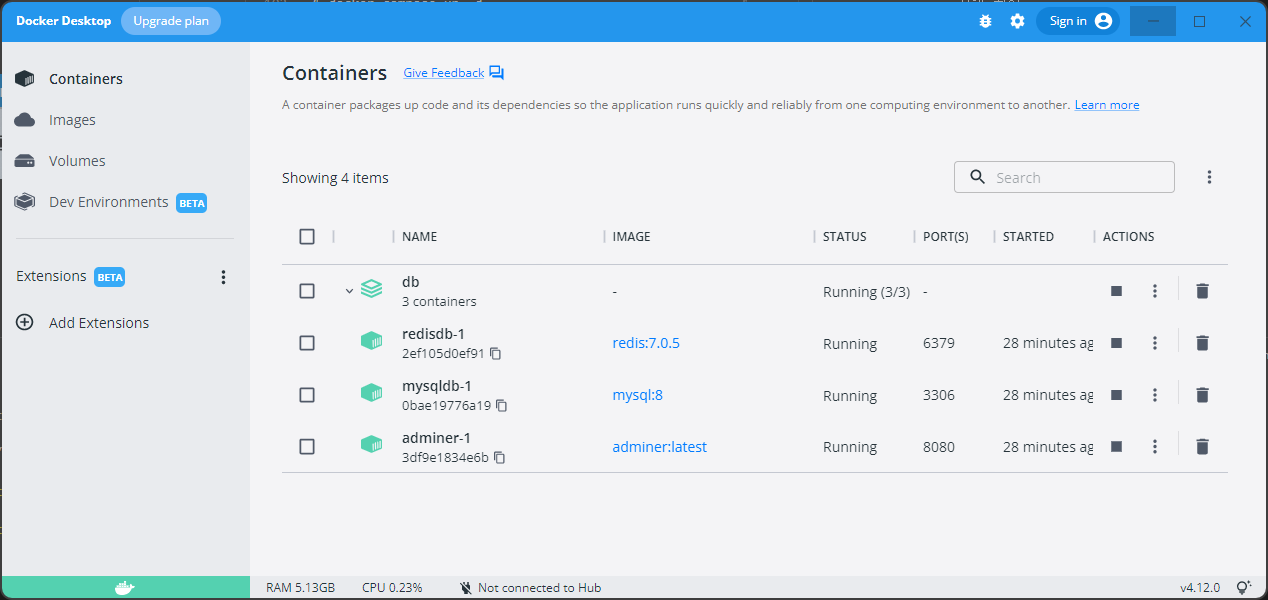 Docker Desktop Upgrade plan Sign in
Containers
Images
Volumes
Dev Environments BETA
Extensions BETA
Add Extensions
Containers Give Feedback
A container packages up code and its dependencies so the application runs quickly and reliably from one computing environment to another. Learn more
Showing 4 items Search
NAME IMAGE STATUS PORT(S) STARTED ACTIONS
db
3 containers - Running (3/3) -
redisdb-1
2ef105d0ef91 redis:7.0.5 Running 6379 28 minutes ag
mysqldb-1
0bae19776a19 mysql:8 Running 3306 28 minutes ag
adminer-1
3df9e1834e6b adminer:latest Running 8080 28 minutes ag
RAM 5.13GB CPU 0.23% Not connected to Hub v4.12.0